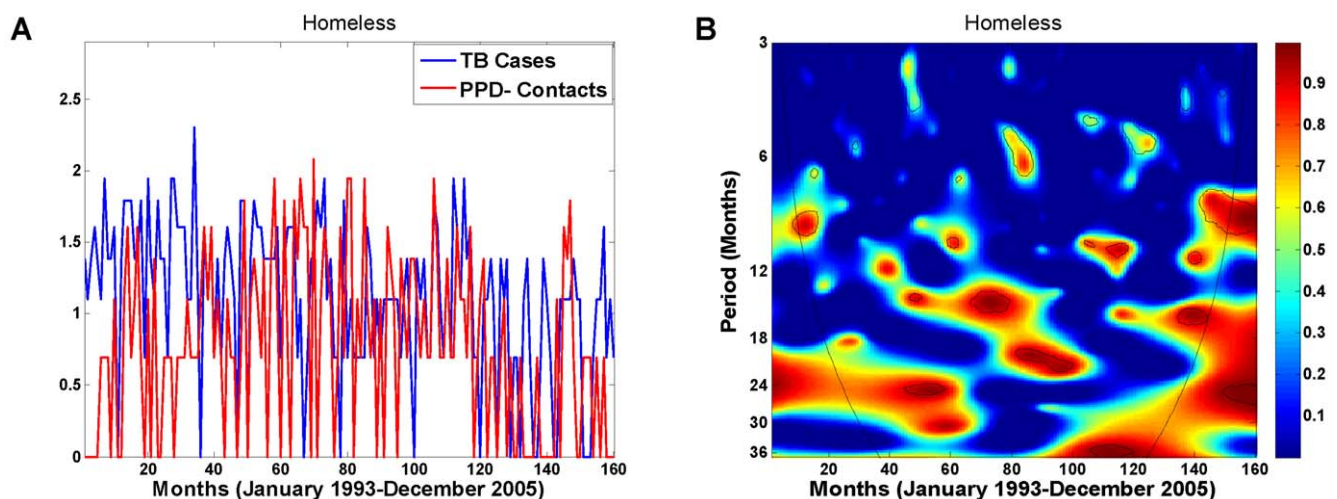 A
Homeless
TB Cases
PPD- Contacts
2.5
2
1.5
1
0.5
0
20 40 60 80 100 120 140 160
Months (January 1993-December 2005)
B
Homeless
Period (Months)
3
6
12
18
24
30
36
20 40 60 80 100 120 140 160
Months (January 1993-December 2005)
0.9
0.8
0.7
0.6
0.5
0.4
0.3
0.2
0.1